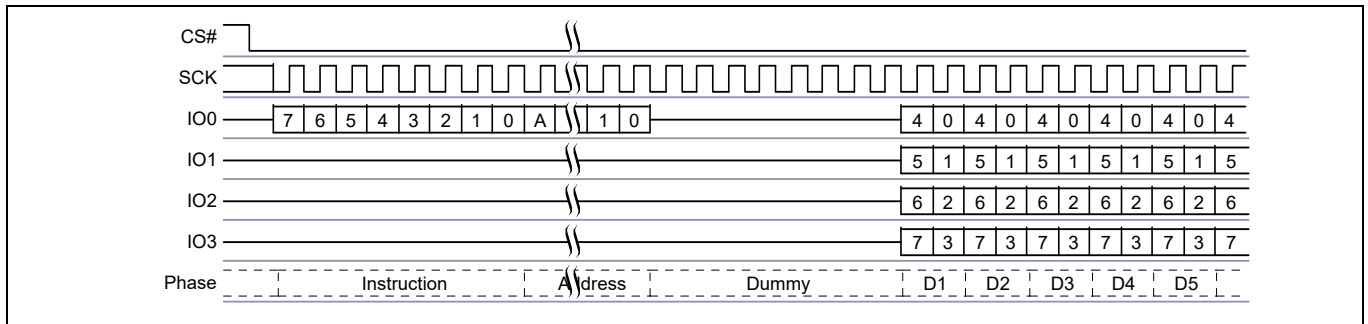 CS#
SCK
IO0 7 6 5 4 3 2 1 0 A 1 0 4 0 4 0 4 0 4 0 4 0 4
IO1 5 1 5 1 5 1 5 1 5 1 5
IO2 6 2 6 2 6 2 6 2 6 2 6
IO3 7 3 7 3 7 3 7 3 7 3 7
Phase Instruction Address Dummy D1 D2 D3 D4 D5